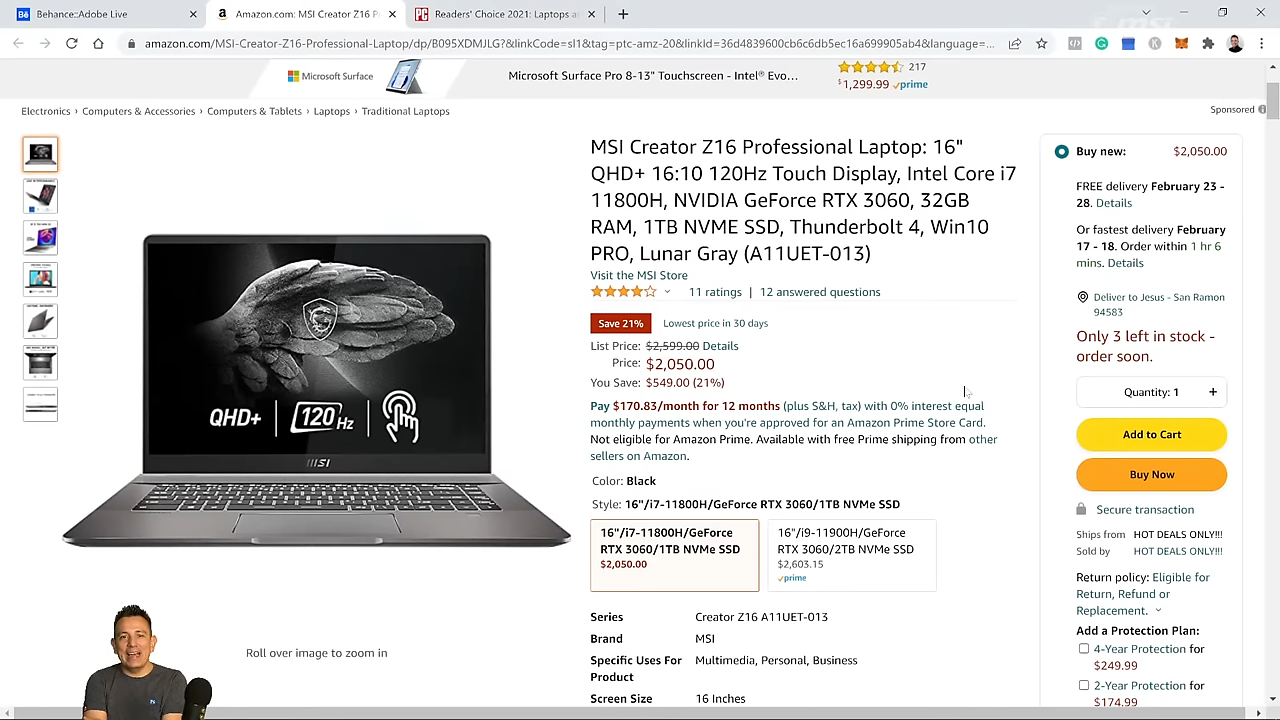 Behance::Adobe Live
Amazon.com: MSI Creator Z16 P
Readers' Choice 2021: Laptops a
amazon.com/MSI-Creator-Z16-Professional-Laptop/dp/B095XDMJLG?&linkCode=sl1&tag=ptc-amz-20&linkId=36d4839600cb6c6db5ec16a699905ab4&language=...
Microsoft Surface
Microsoft Surface Pro 8-13" Touchscreen - Intel® Evo...
217
$1,299.99 prime
Electronics › Computers & Accessories › Computers & Tablets › Laptops › Traditional Laptops
Sponsored
MSI Creator Z16 Professional Laptop: 16"
QHD+ 16:10 120Hz Touch Display, Intel Core i7
11800H, NVIDIA GeForce RTX 3060, 32GB
RAM, 1TB NVME SSD, Thunderbolt 4, Win10
PRO, Lunar Gray (A11UET-013)
Visit the MSI Store
11 ratings | 12 answered questions
Save 21% Lowest price in 30 days
List Price: $2,599.00 Details
Price: $2,050.00
You Save: $549.00 (21%)
Pay $170.83/month for 12 months (plus S&H, tax) with 0% interest equal
monthly payments when you're approved for an Amazon Prime Store Card.
Not eligible for Amazon Prime. Available with free Prime shipping from other
sellers on Amazon.
Color: Black
Style: 16"/i7-11800H/GeForce RTX 3060/1TB NVMe SSD
16"/i7-11800H/GeForce
RTX 3060/1TB NVMe SSD
$2,050.00
16"/i9-11900H/GeForce
RTX 3060/2TB NVMe SSD
$2,603.15
prime
Series Creator Z16 A11UET-013
Brand MSI
Specific Uses For Multimedia, Personal, Business
Product
Screen Size 16 Inches
QHD+ | 120Hz |
msi
Roll over image to zoom in
Buy new: $2,050.00
FREE delivery February 23 -
28. Details
Or fastest delivery February
17 - 18. Order within 1 hr 6
mins. Details
Deliver to Jesus - San Ramon
94583
Only 3 left in stock -
order soon.
Quantity: 1 +
Add to Cart
Buy Now
Secure transaction
Ships from HOT DEALS ONLY!!!
Sold by HOT DEALS ONLY!!!
Return policy: Eligible for
Return, Refund or
Replacement.
Add a Protection Plan:
4-Year Protection for
$249.99
2-Year Protection for
$174.99